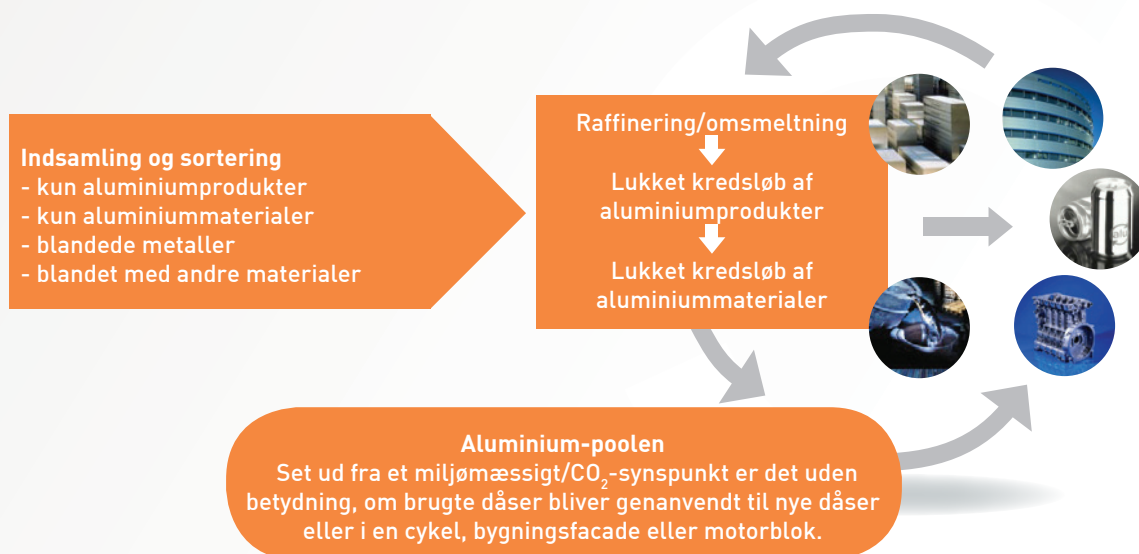 Indsamling og sortering
- kun aluminiumprodukter
- kun aluminiummaterialer
- blandede metaller
- blandet med andre materialer
Raffinering/omsmeltning
Lukket kredsløb af
aluminiumprodukter
Lukket kredsløb af
aluminiummaterialer
Aluminium-poolen
Set ud fra et miljømæssigt/CO₂-synspunkt er det uden
betydning, om brugte dåser bliver genanvendt til nye dåser
eller i en cykel, bygningsfacade eller motorblok.